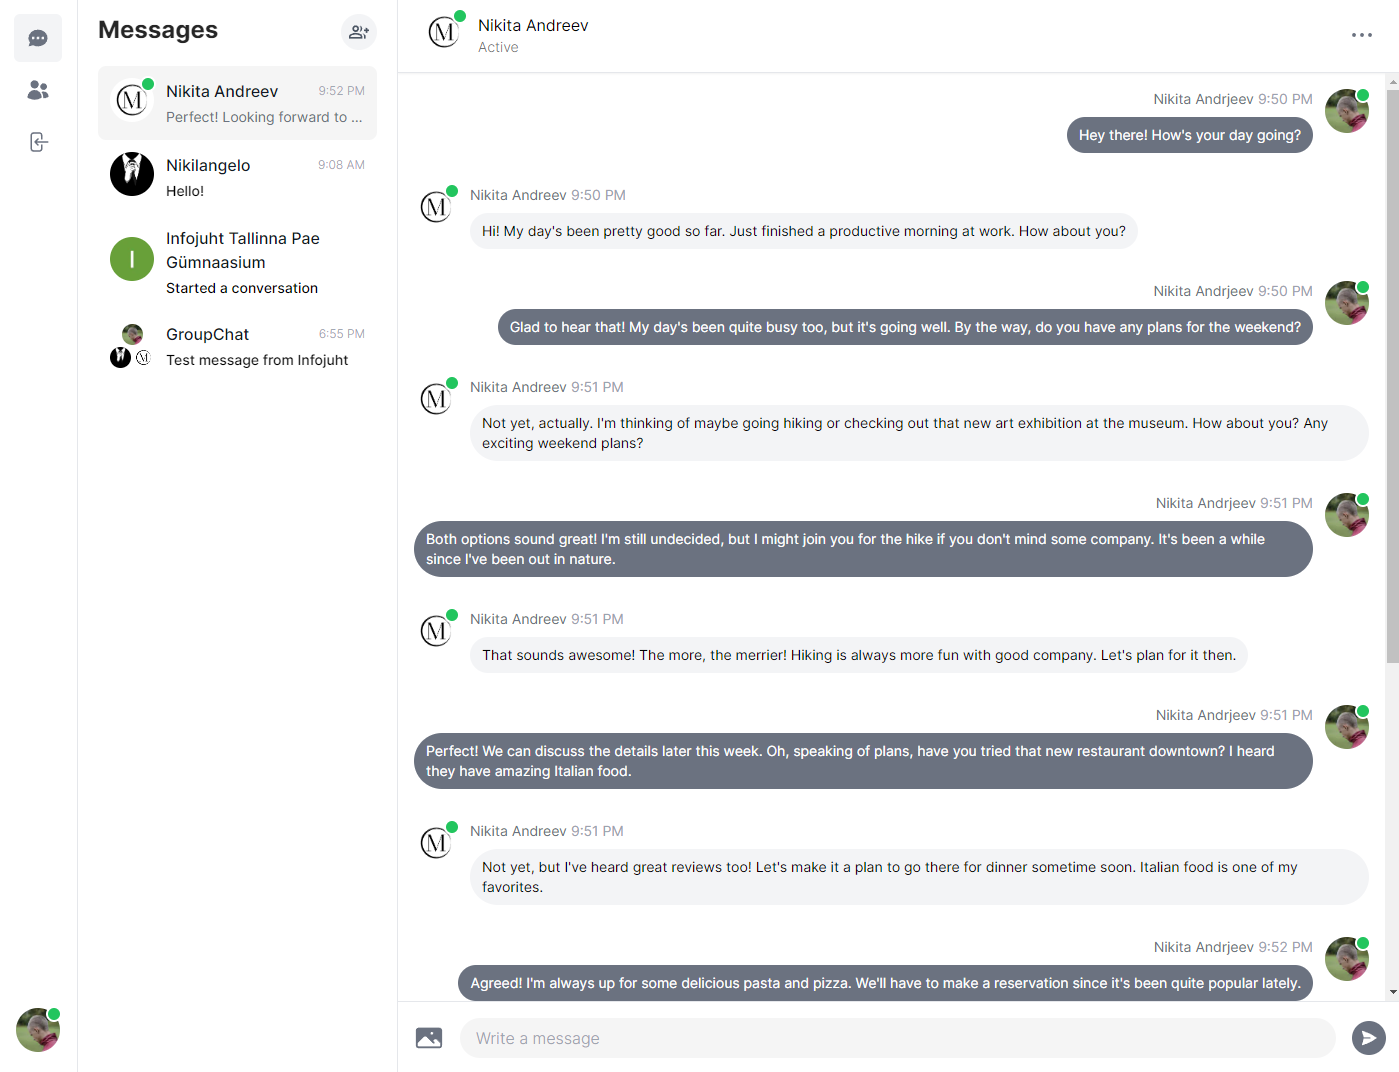 Messages
M
Nikita Andreev 9:52 PM
Perfect! Looking forward to ...
Nikilangelo 9:08 AM
Hello!
I
Infojuht Tallinna Pae
Gümnaasium
Started a conversation
GroupChat 6:55 PM
M
Test message from Infojuht
M
Nikita Andreev
Active
Nikita Andrjeev 9:50 PM
Hey there! How's your day going?
M
Nikita Andreev 9:50 PM
Hi! My day's been pretty good so far. Just finished a productive morning at work. How about you?
Nikita Andrjeev 9:50 PM
Glad to hear that! My day's been quite busy too, but it's going well. By the way, do you have any plans for the weekend?
M
Nikita Andreev 9:51 PM
Not yet, actually. I'm thinking of maybe going hiking or checking out that new art exhibition at the museum. How about you? Any
exciting weekend plans?
Nikita Andrjeev 9:51 PM
Both options sound great! I'm still undecided, but I might join you for the hike if you don't mind some company. It's been a while
since I've been out in nature.
M
Nikita Andreev 9:51 PM
That sounds awesome! The more, the merrier! Hiking is always more fun with good company. Let's plan for it then.
Nikita Andrjeev 9:51 PM
Perfect! We can discuss the details later this week. Oh, speaking of plans, have you tried that new restaurant downtown? I heard
they have amazing Italian food.
M
Nikita Andreev 9:51 PM
Not yet, but I've heard great reviews too! Let's make it a plan to go there for dinner sometime soon. Italian food is one of my
favorites.
Nikita Andrjeev 9:52 PM
Agreed! I'm always up for some delicious pasta and pizza. We'll have to make a reservation since it's been quite popular lately.
Write a message